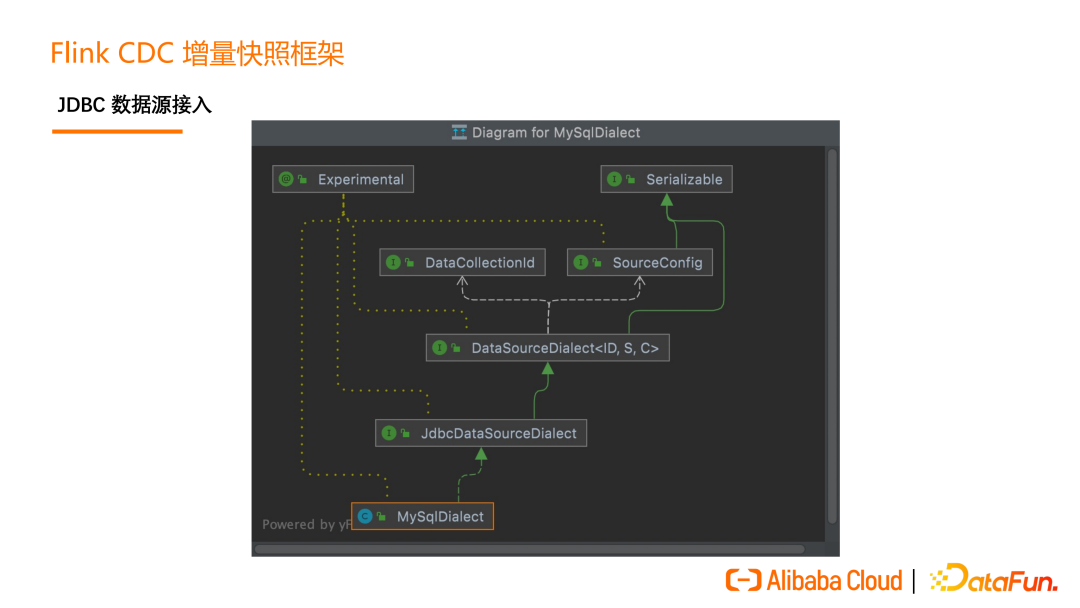 Flink CDC 增量快照框架
JDBC 数据源接入
Diagram for MySqlDialect
Experimental
Serializable
DataCollectionId
SourceConfig
DataSourceDialect<ID, S, C>
JdbcDataSourceDialect
MySqlDialect
Powered by yF
Alibaba Cloud | DataFun.